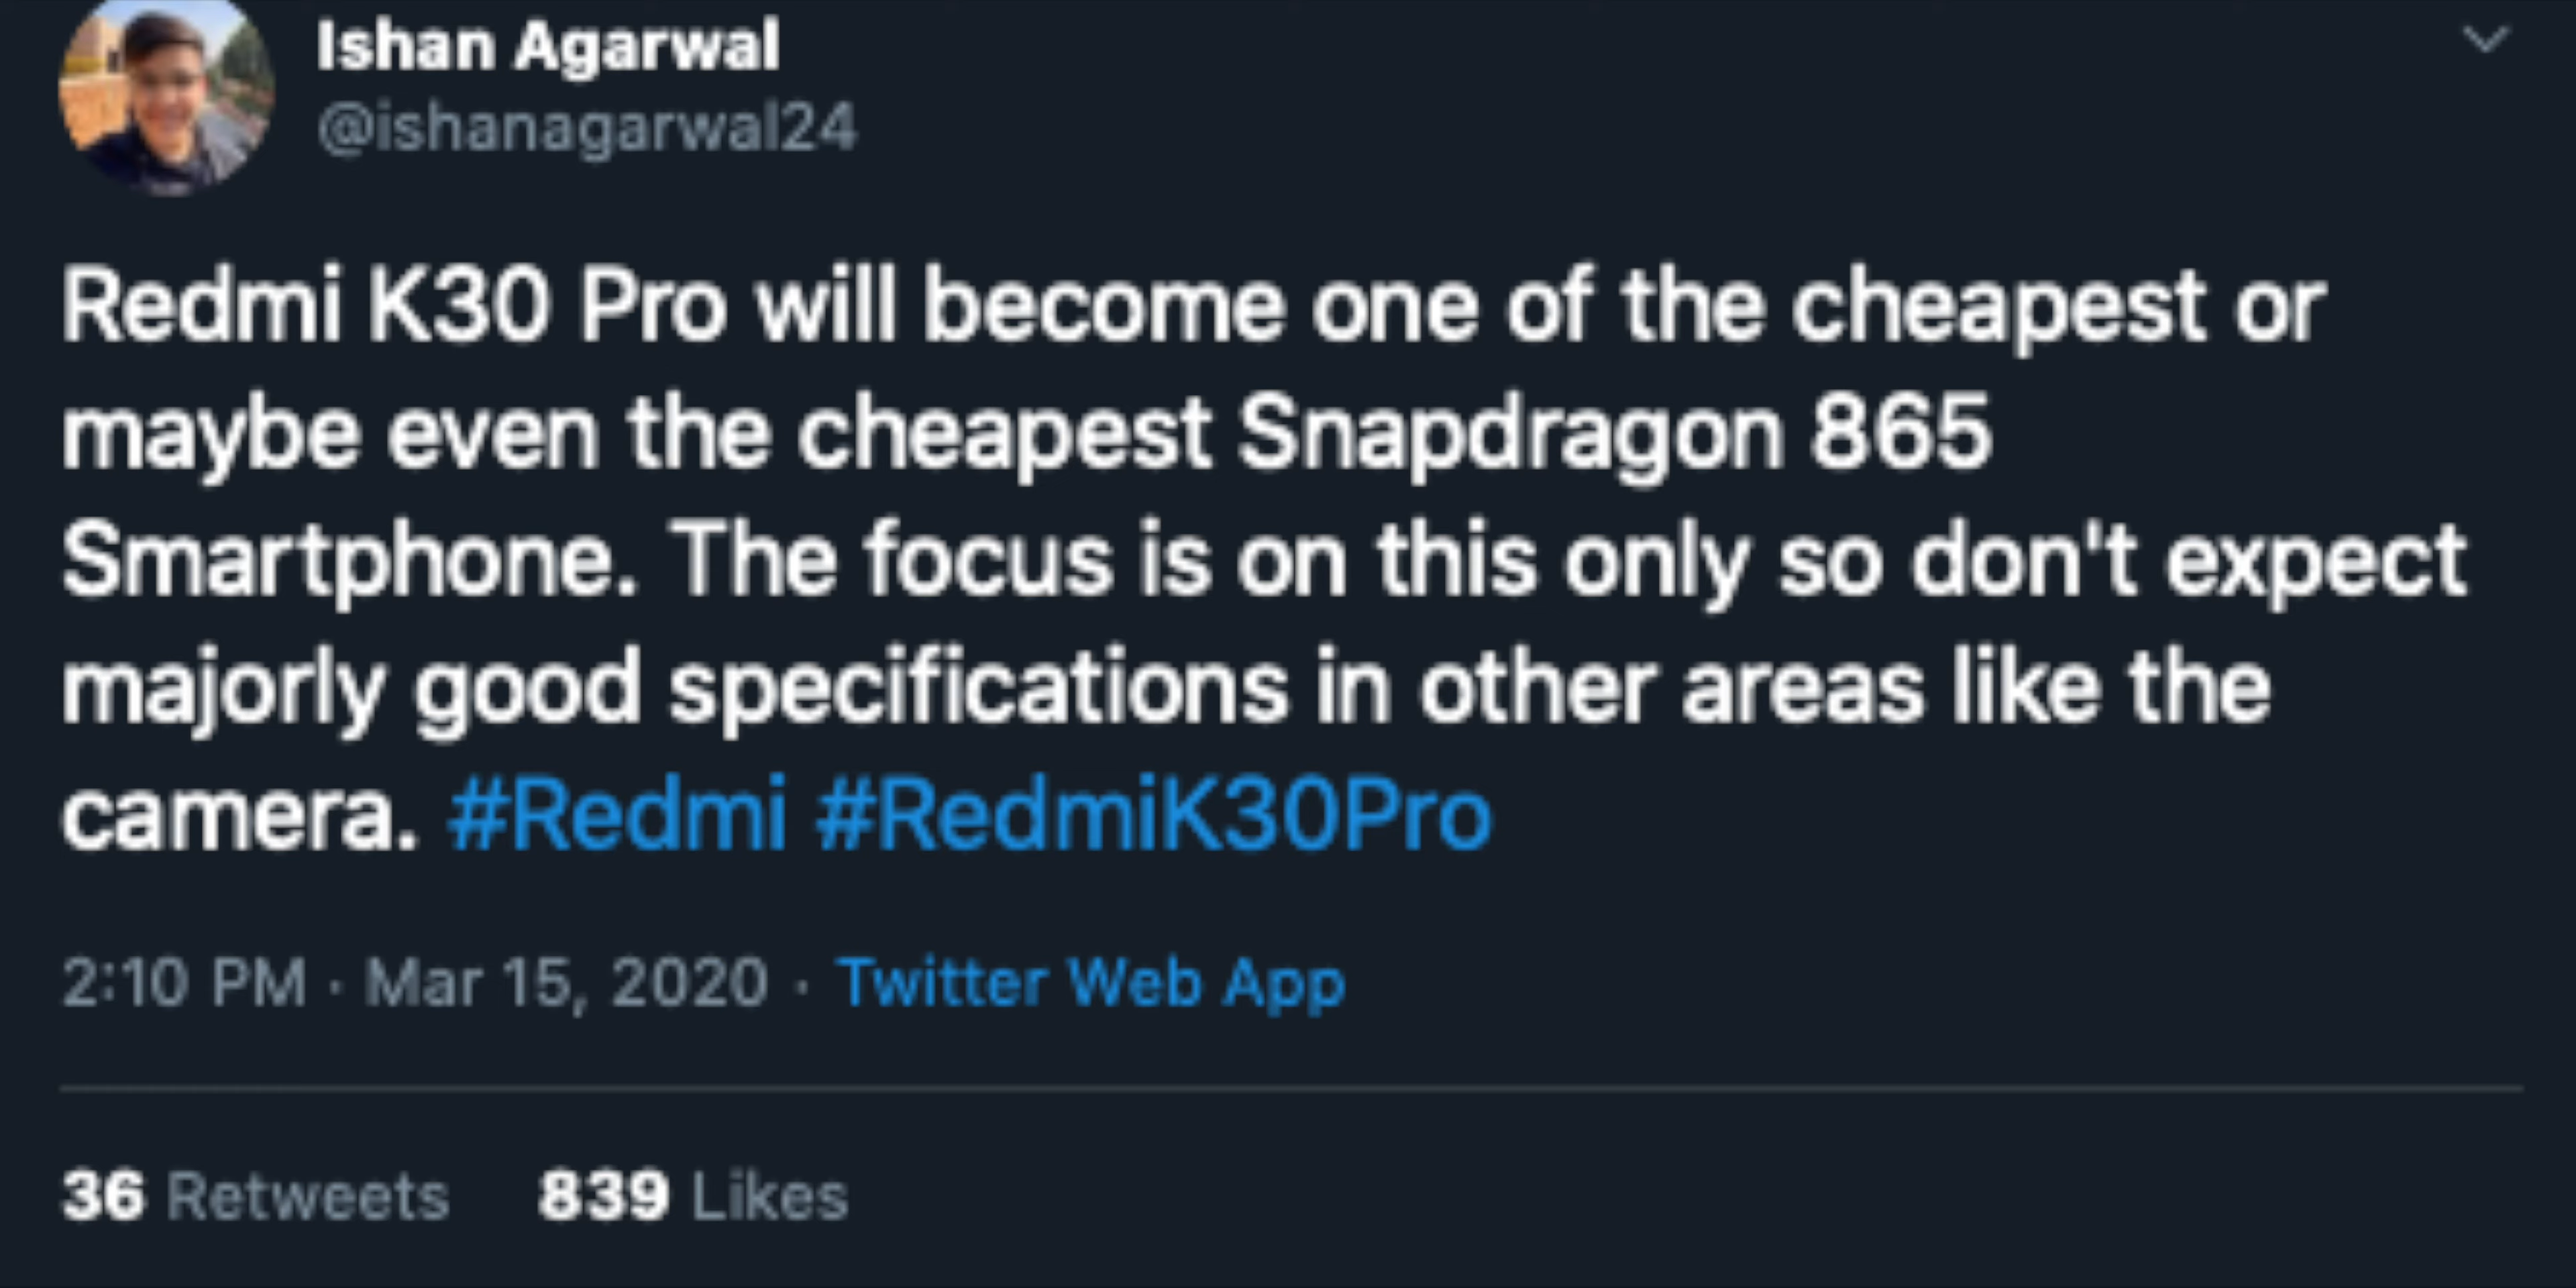 Ishan Agarwal
@ishanagarwal24
Redmi K30 Pro will become one of the cheapest or
maybe even the cheapest Snapdragon 865
Smartphone. The focus is on this only so don't expect
majorly good specifications in other areas like the
camera. #Redmi #RedmiK30Pro
2:10 PM · Mar 15, 2020 · Twitter Web App
36 Retweets 839 Likes